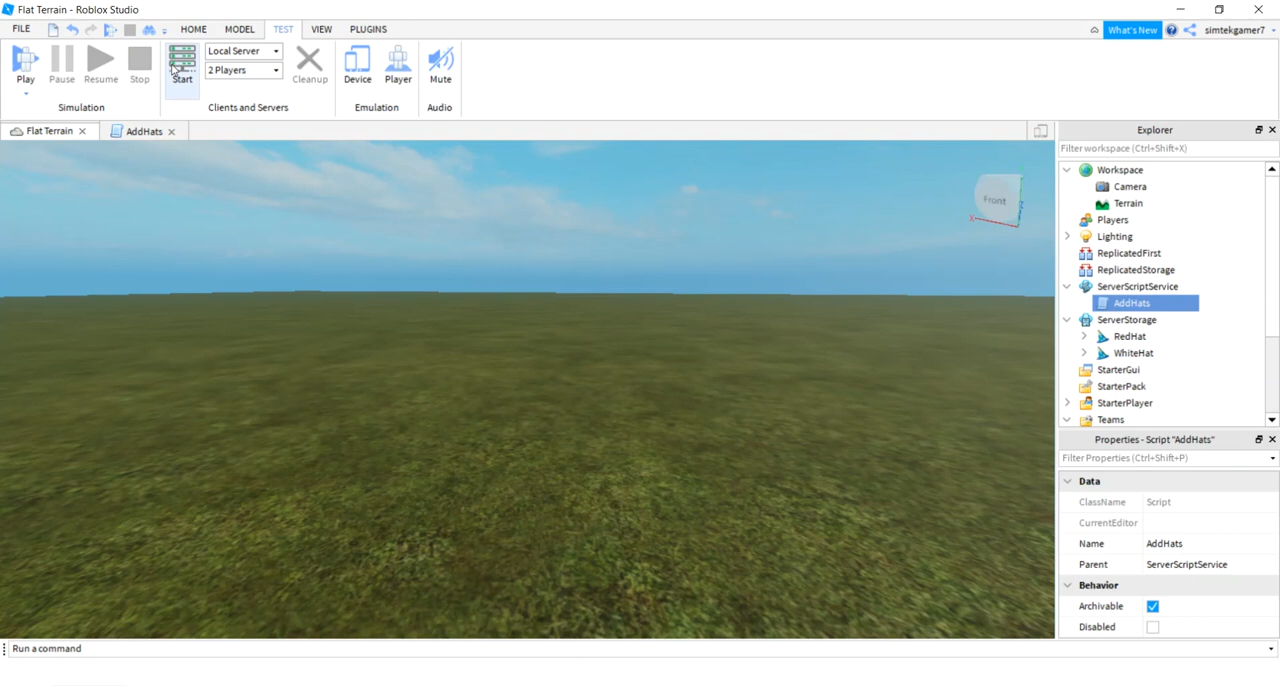 Flat Terrain - Roblox Studio
FILE HOME MODEL TEST VIEW PLUGINS What's New simtekgamer7
Play Pause Resume Stop Start Local Server 2 Players Cleanup Device Player Mute
Simulation Clients and Servers Emulation Audio
Flat Terrain AddHats
Front
Explorer
Filter workspace (Ctrl+Shift+X)
Workspace
Camera
Terrain
Players
Lighting
ReplicatedFirst
ReplicatedStorage
ServerScriptService
AddHats
ServerStorage
RedHat
WhiteHat
StarterGui
StarterPack
StarterPlayer
Teams
Properties - Script "AddHats"
Filter Properties (Ctrl+Shift+P)
Data
ClassName Script
CurrentEditor
Name AddHats
Parent ServerScriptService
Behavior
Archivable
Disabled
Run a command